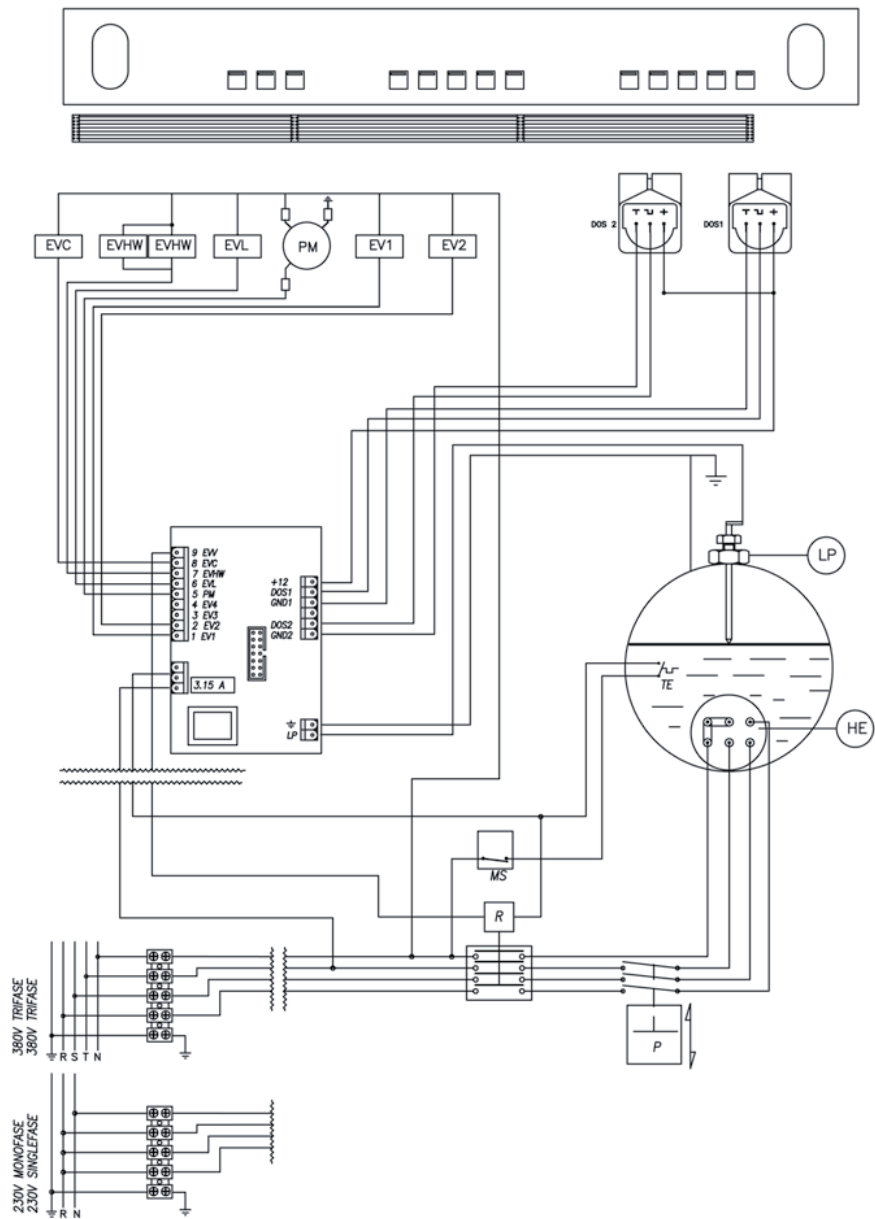 DOS 2
DOS1
EVC
EVHW
EVHW
EVL
PM
EV1
EV2
9 EVV
8 EVC
7 EVHW
6 EVL
5 PM
4 EV4
3 EV3
2 EV2
1 EV1
+12
DOS1
GND1
DOS2
GND2
3.15 A
LP
LP
TE
HE
MS
R
P
380V TRIFASE
380V TRIFASE
R S T N
230V MONOFASE
230V SINGLEFASE
R N